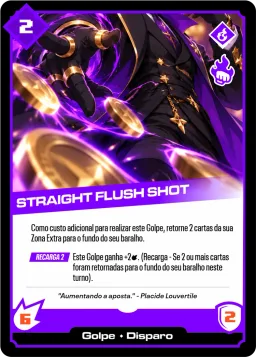 2
STRAIGHT FLUSH SHOT
Como custo adicional para realizar este Golpe, retorne 2 cartas da sua
Zona Extra para o fundo do seu baralho.
RECARGA 2 Este Golpe ganha +2. (Recarga - Se 2 ou mais cartas
foram retornadas para o fundo do seu baralho neste
turno).
"Aumentando a aposta." - Placide Louvertile
6
2
Golpe • Disparo